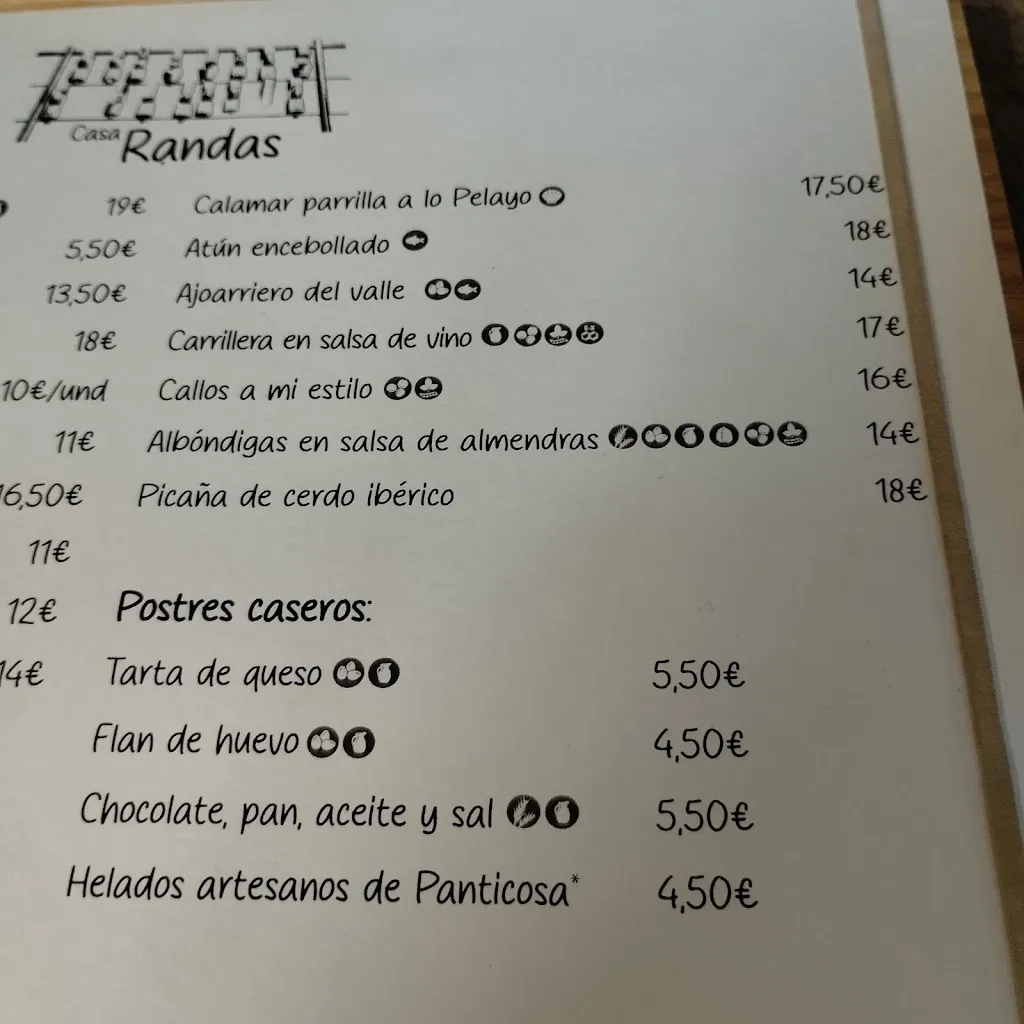 Casa Randas
19€ Calamar parrilla a lo Pelayo 17,50€
5,50€ Atún encebollado 18€
13,50€ Ajoarriero del valle 14€
18€ Carrillera en salsa de vino 17€
10€/und Callos a mi estilo 16€
11€ Albóndigas en salsa de almendras 14€
16,50€ Picaña de cerdo ibérico 18€
11€
12€ Postres caseros:
14€ Tarta de queso 5,50€
Flan de huevo 4,50€
Chocolate, pan, aceite y sal 5,50€
Helados artesanos de Panticosa* 4,50€